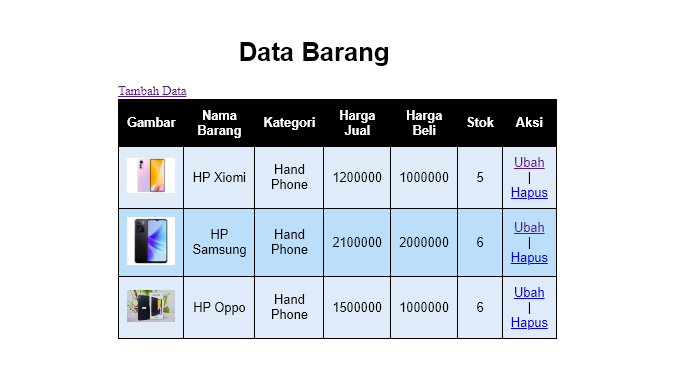 Data Barang
Tambah Data
Gambar Nama Barang Kategori Harga Jual Harga Beli Stok Aksi
HP Xiomi Hand Phone 1200000 1000000 5 Ubah | Hapus
HP Samsung Hand Phone 2100000 2000000 6 Ubah | Hapus
HP Oppo Hand Phone 1500000 1000000 6 Ubah | Hapus